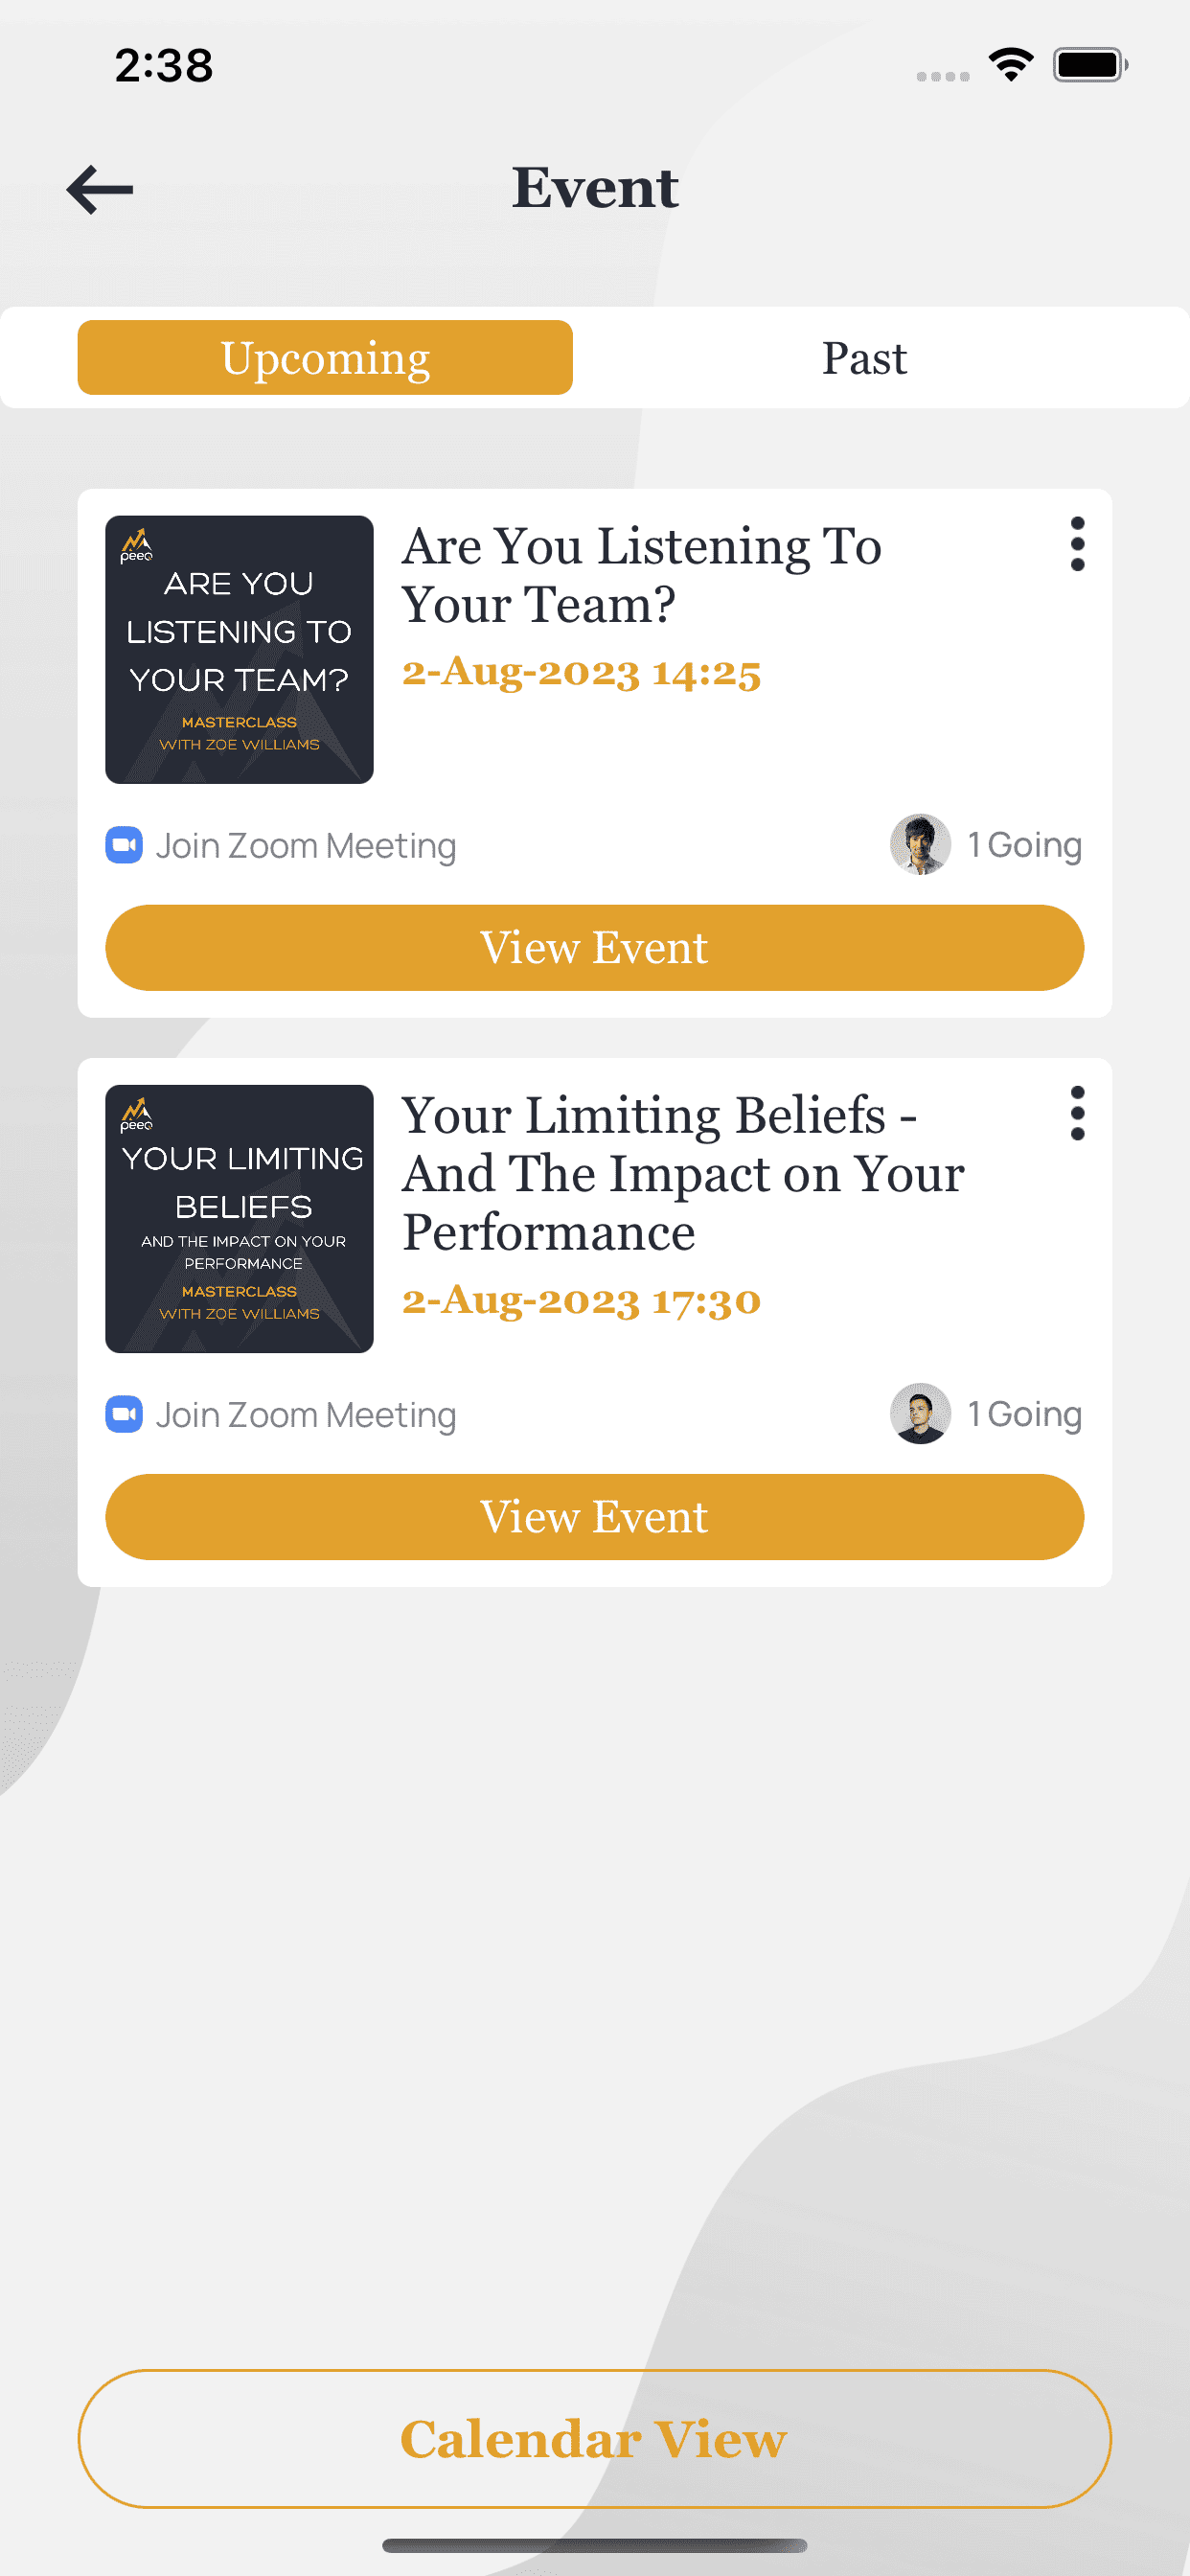 2:38
Event
Upcoming
Past
peeq
ARE YOU
LISTENING TO
YOUR TEAM?
MASTERCLASS
WITH ZOE WILLIAMS
Are You Listening To
Your Team?
2-Aug-2023 14:25
Join Zoom Meeting
1 Going
View Event
peeq
YOUR LIMITING
BELIEFS
AND THE IMPACT ON YOUR
PERFORMANCE
MASTERCLASS
WITH ZOE WILLIAMS
Your Limiting Beliefs -
And The Impact on Your
Performance
2-Aug-2023 17:30
Join Zoom Meeting
1 Going
View Event
Calendar View